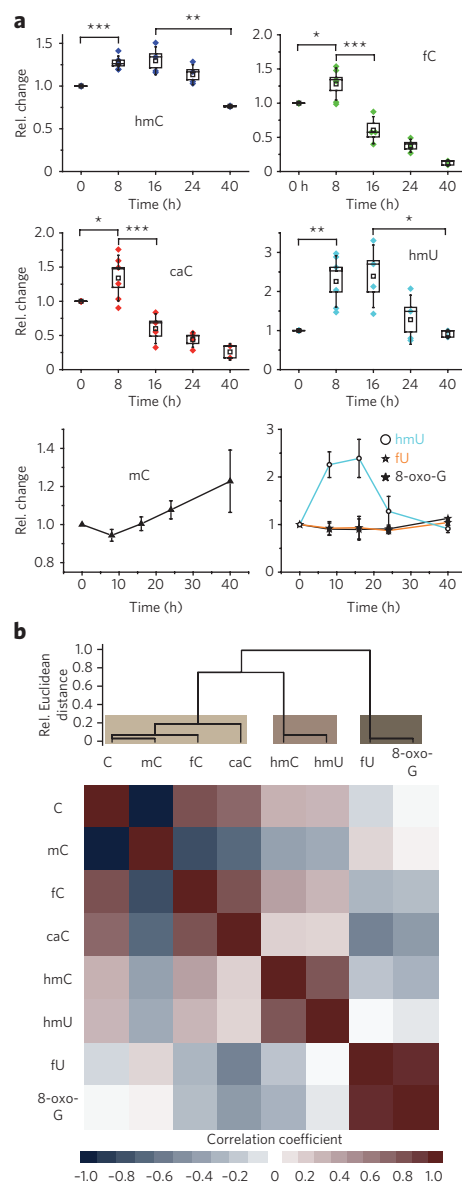 a
Rel. change
1.5
1.0
0.5
0
***
**
hmC
0
8
16
24
40
Time (h)
2.0
1.5
1.0
0.5
0
*
***
fC
0 h
8
16
24
40
Time (h)
Rel. change
2.0
1.5
1.0
0.5
0
*
***
caC
0
8
16
24
40
Time (h)
3
2
1
0
**
*
hmU
0
8
16
24
40
Time (h)
Rel. change
1.4
1.2
1.0
0.8
mC
0
10
20
30
40
Time (h)
3
2
1
0
hmU
fU
8-oxo-G
0
10
20
30
40
Time (h)
b
Rel. Euclidean
distance
1.0
0.8
0.6
0.4
0.2
0
C
mC
fC
caC
hmC
hmU
fU
8-oxo-
G
C
mC
fC
caC
hmC
hmU
fU
8-oxo-
G
Correlation coefficient
-1.0 -0.8 -0.6 -0.4 -0.2 0 0.2 0.4 0.6 0.8 1.0